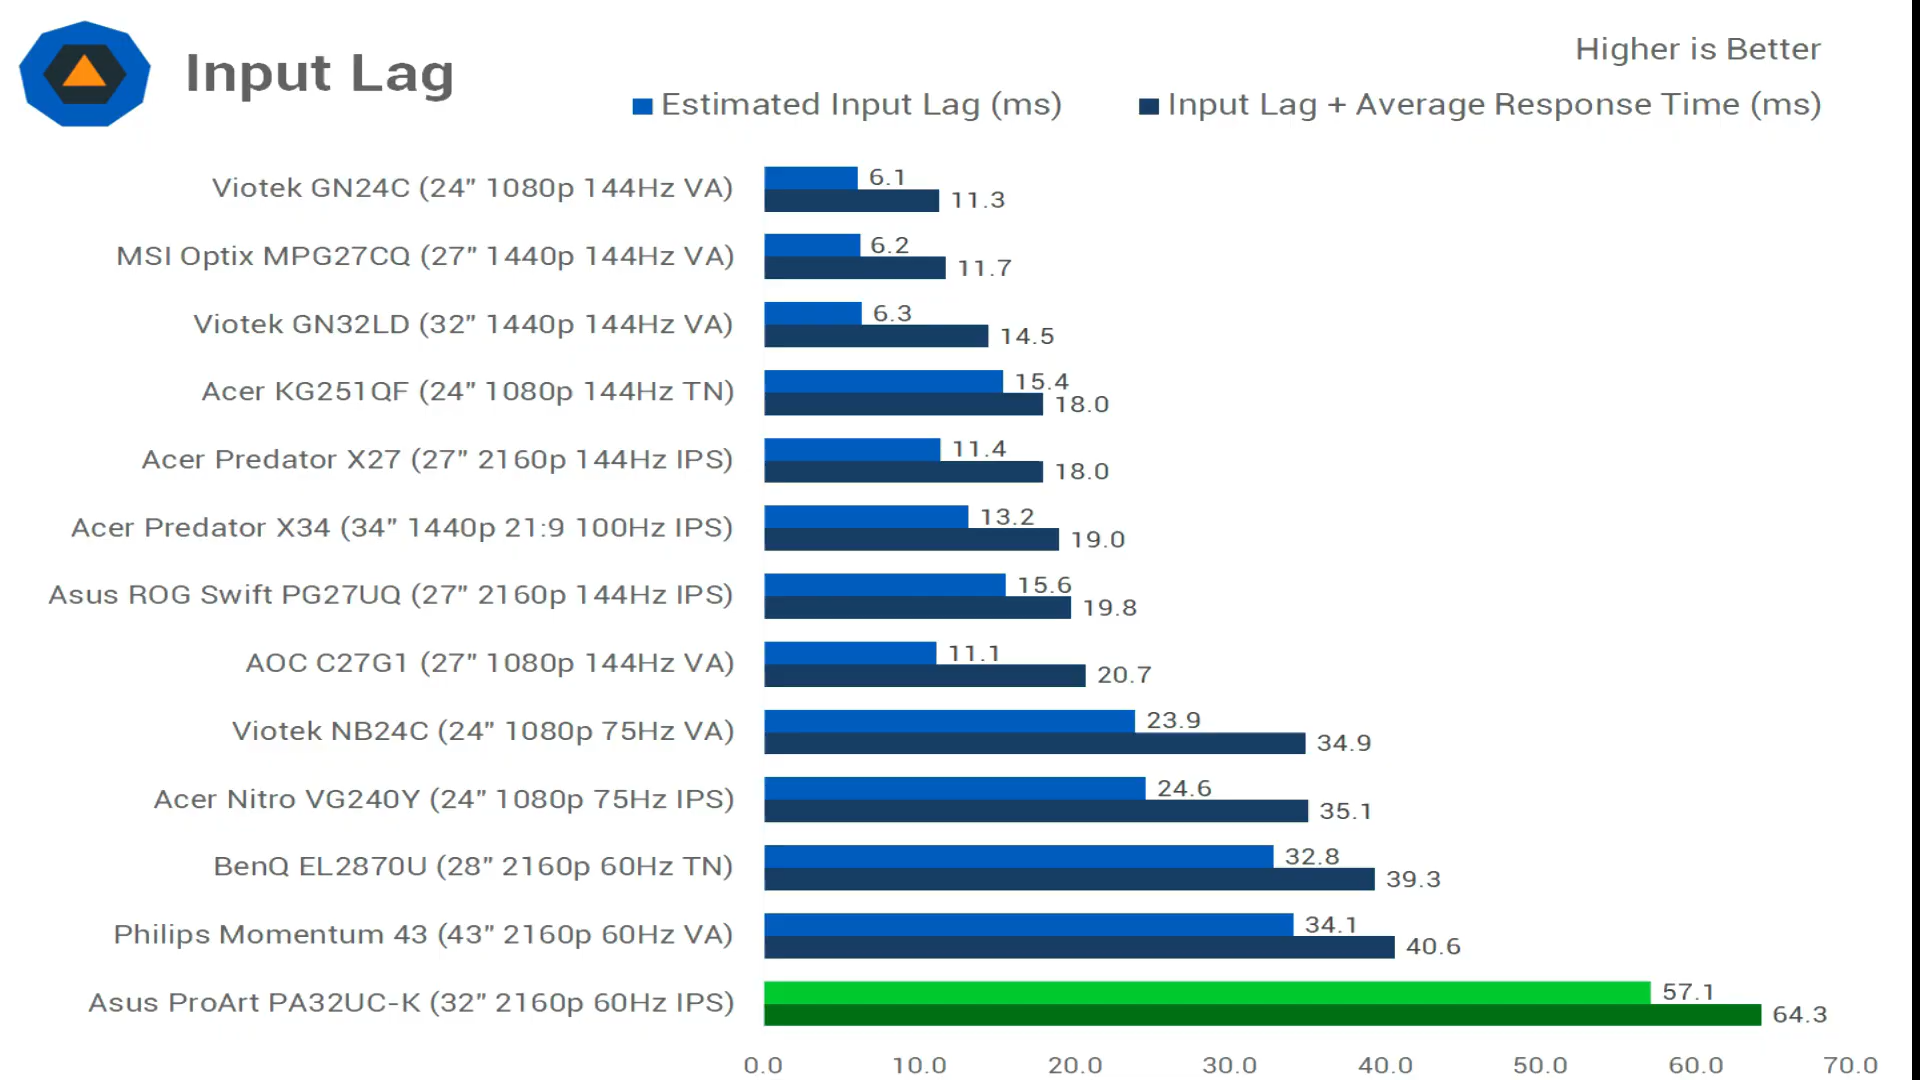 Input Lag
Higher is Better
Estimated Input Lag (ms)
Input Lag + Average Response Time (ms)
Viotek GN24C (24" 1080p 144Hz VA)
6.1
11.3
MSI Optix MPG27CQ (27" 1440p 144Hz VA)
6.2
11.7
Viotek GN32LD (32" 1440p 144Hz VA)
6.3
14.5
Acer KG251QF (24" 1080p 144Hz TN)
15.4
18.0
Acer Predator X27 (27" 2160p 144Hz IPS)
11.4
18.0
Acer Predator X34 (34" 1440p 21:9 100Hz IPS)
13.2
19.0
Asus ROG Swift PG27UQ (27" 2160p 144Hz IPS)
15.6
19.8
AOC C27G1 (27" 1080p 144Hz VA)
11.1
20.7
Viotek NB24C (24" 1080p 75Hz VA)
23.9
34.9
Acer Nitro VG240Y (24" 1080p 75Hz IPS)
24.6
35.1
BenQ EL2870U (28" 2160p 60Hz TN)
32.8
39.3
Philips Momentum 43 (43" 2160p 60Hz VA)
34.1
40.6
Asus ProArt PA32UC-K (32" 2160p 60Hz IPS)
57.1
64.3
0.0 10.0 20.0 30.0 40.0 50.0 60.0 70.0